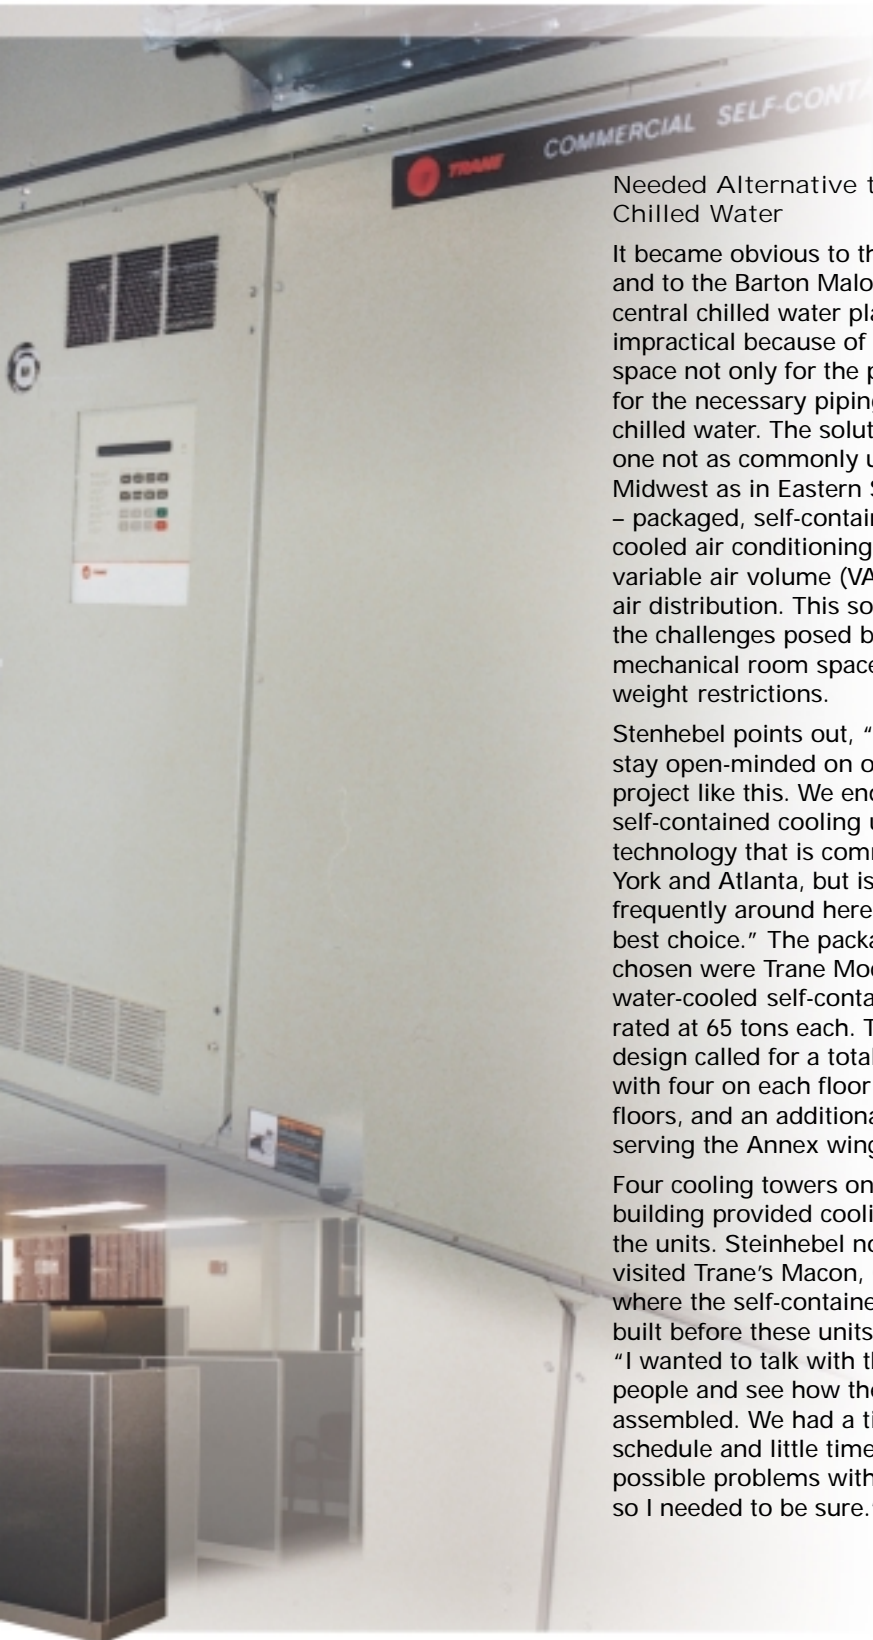 TRANE COMMERCIAL SELF-CONTA
Needed Alternative t
Chilled Water
It became obvious to th
and to the Barton Malo
central chilled water pla
impractical because of
space not only for the p
for the necessary piping
chilled water. The solut
one not as commonly u
Midwest as in Eastern S
– packaged, self-contain
cooled air conditioning
variable air volume (VA
air distribution. This so
the challenges posed b
mechanical room space
weight restrictions.
Stenhebel points out, “
stay open-minded on o
project like this. We end
self-contained cooling u
technology that is comm
York and Atlanta, but is
frequently around here
best choice.” The packa
chosen were Trane Mod
water-cooled self-conta
rated at 65 tons each. T
design called for a total
with four on each floor
floors, and an additiona
serving the Annex wing
Four cooling towers on
building provided cooli
the units. Steinhebel no
visited Trane’s Macon,
where the self-containe
built before these units
“I wanted to talk with th
people and see how the
assembled. We had a ti
schedule and little time
possible problems with
so I needed to be sure.“